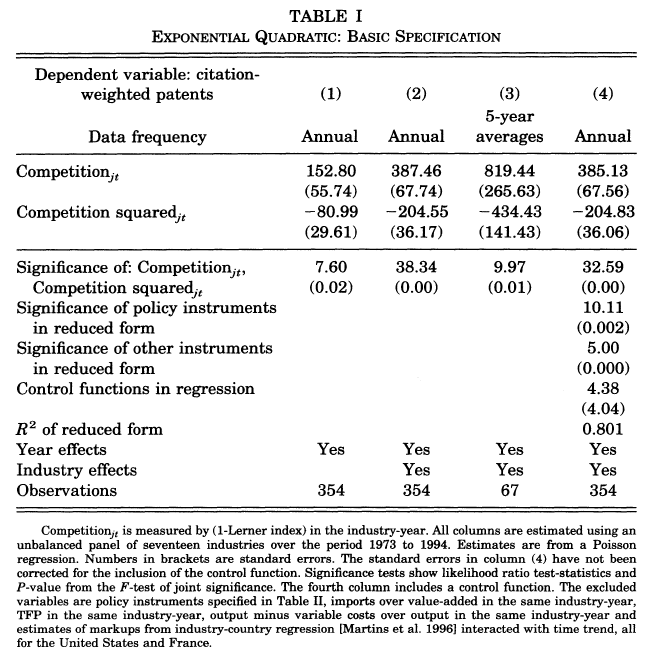 TABLE I
EXPONENTIAL QUADRATIC: BASIC SPECIFICATION
Dependent variable: citation-
weighted patents (1) (2) (3) (4)
5-year
Data frequency Annual Annual averages Annual
Competition_jt 152.80 387.46 819.44 385.13
(55.74) (67.74) (265.63) (67.56)
Competition squared_jt −80.99 −204.55 −434.43 −204.83
(29.61) (36.17) (141.43) (36.06)
Significance of: Competition_jt, 7.60 38.34 9.97 32.59
Competition squared_jt (0.02) (0.00) (0.01) (0.00)
Significance of policy instruments 10.11
in reduced form (0.002)
Significance of other instruments 5.00
in reduced form (0.000)
Control functions in regression 4.38
(4.04)
R² of reduced form 0.801
Year effects Yes Yes Yes Yes
Industry effects Yes Yes Yes
Observations 354 354 67 354
Competition_jt is measured by (1-Lerner index) in the industry-year. All columns are estimated using an
unbalanced panel of seventeen industries over the period 1973 to 1994. Estimates are from a Poisson
regression. Numbers in brackets are standard errors. The standard errors in column (4) have not been
corrected for the inclusion of the control function. Significance tests show likelihood ratio test-statistics and
P-value from the F-test of joint significance. The fourth column includes a control function. The excluded
variables are policy instruments specified in Table II, imports over value-added in the same industry-year,
TFP in the same industry-year, output minus variable costs over output in the same industry-year and
estimates of markups from industry-country regression [Martins et al. 1996] interacted with time trend, all
for the United States and France.